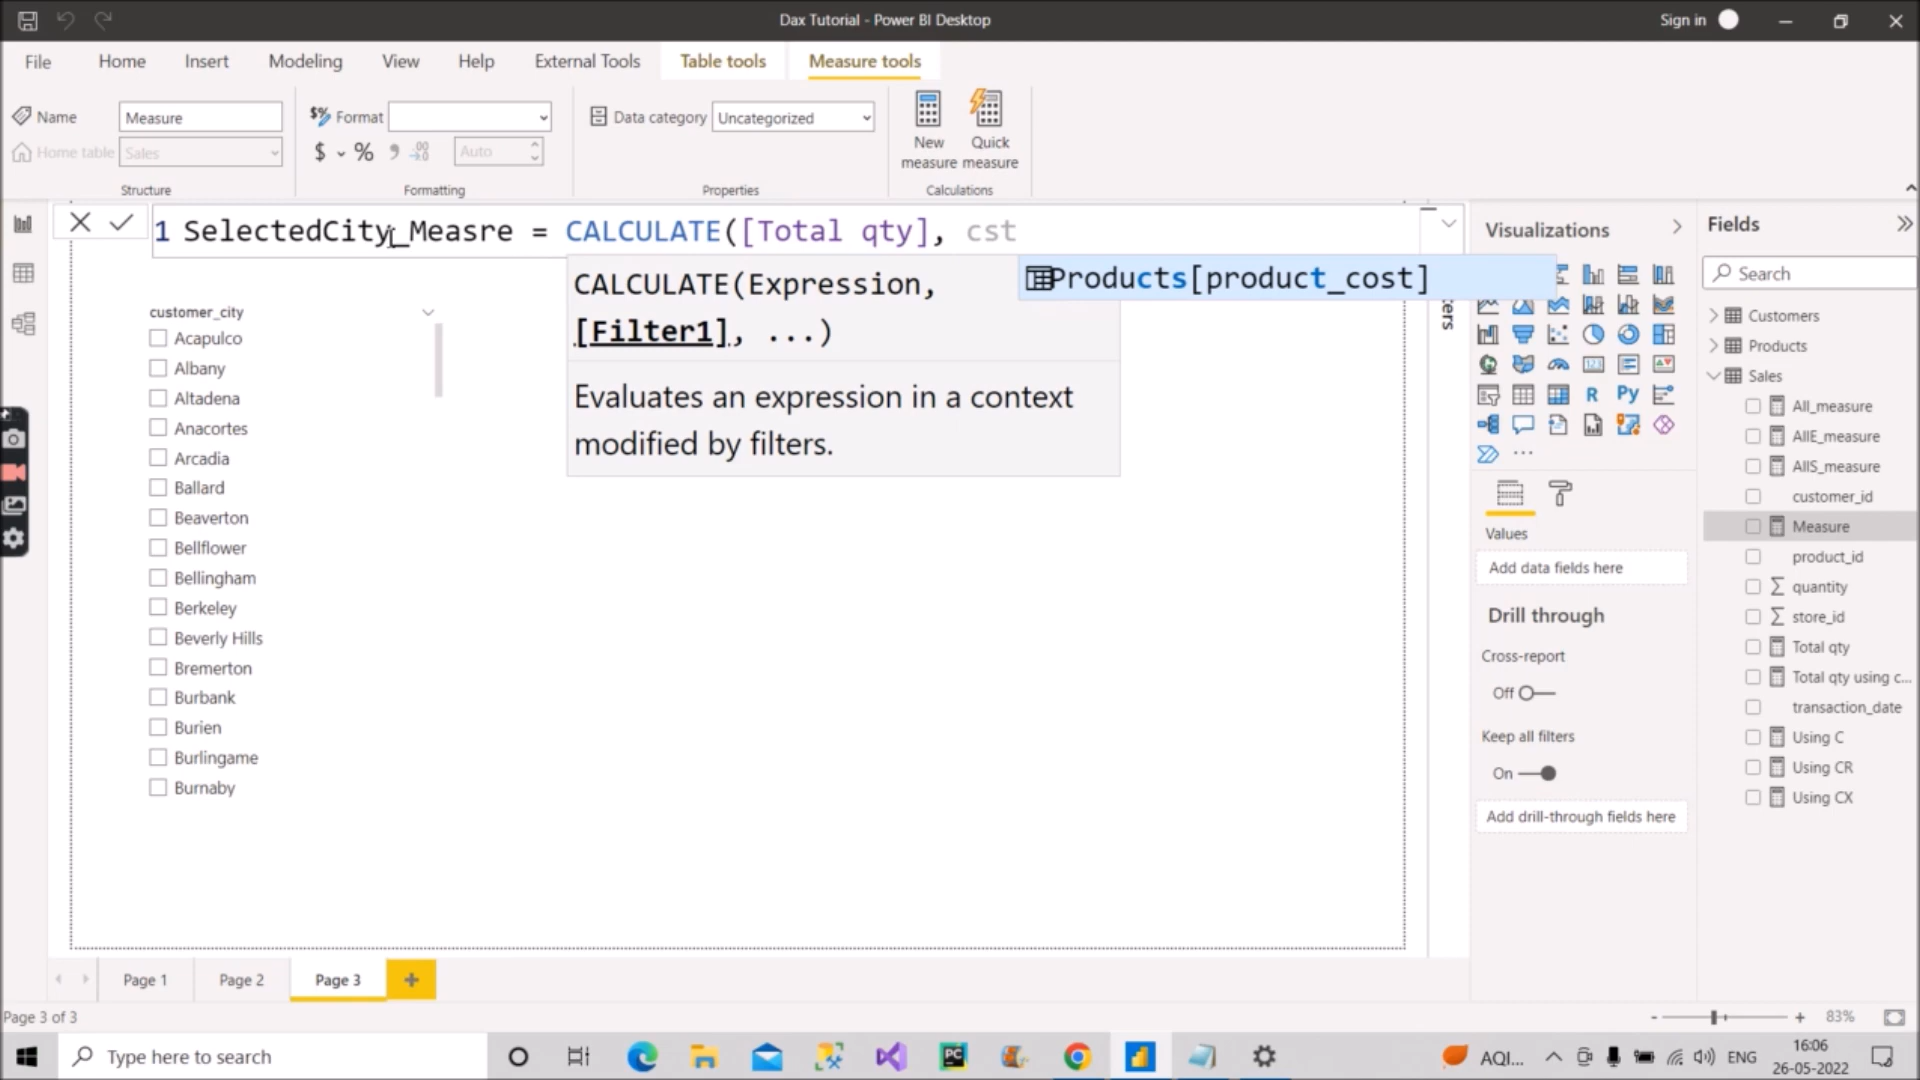 Dax Tutorial - Power BI Desktop
Sign in
File Home Insert Modeling View Help External Tools Table tools Measure tools
Name Measure
Format
Data category Uncategorized
New measure
Quick measure
Home table Sales
$ % Auto
Structure Formatting Properties Calculations
1 SelectedCity_Measre = CALCULATE([Total qty], cst
Products[product_cost]
CALCULATE(Expression,
[Filter1], ...)
Evaluates an expression in a context
modified by filters.
customer_city
Acapulco
Albany
Altadena
Anacortes
Arcadia
Ballard
Beaverton
Bellflower
Bellingham
Berkeley
Beverly Hills
Bremerton
Burbank
Burien
Burlingame
Burnaby
ers
Visualizations
R Py
...
Values
Add data fields here
Drill through
Cross-report
Off
Keep all filters
On
Add drill-through fields here
Fields
Search
Customers
Products
Sales
All_measure
AllE_measure
AllS_measure
customer_id
Measure
product_id
quantity
store_id
Total qty
Total qty using c...
transaction_date
Using C
Using CR
Using CX
Page 1 Page 2 Page 3 +
Page 3 of 3
- + 83%
Type here to search
PC
AQI...
ENG
16:06
26-05-2022